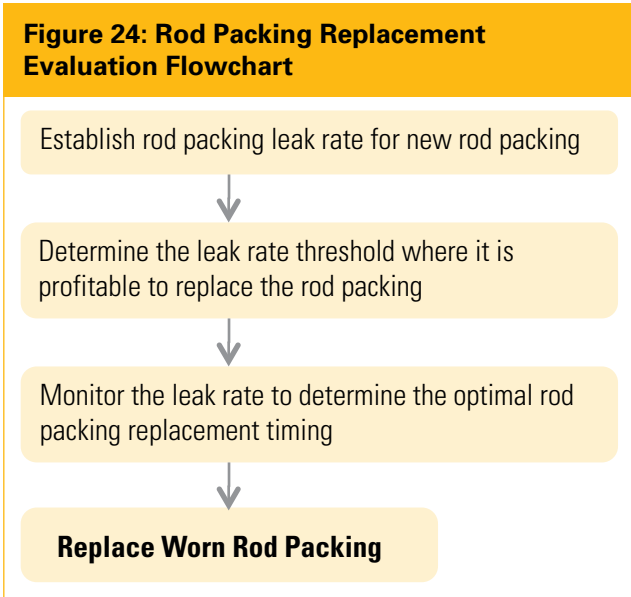 Figure 24: Rod Packing Replacement
Evaluation Flowchart
Establish rod packing leak rate for new rod packing
Determine the leak rate threshold where it is
profitable to replace the rod packing
Monitor the leak rate to determine the optimal rod
packing replacement timing
Replace Worn Rod Packing